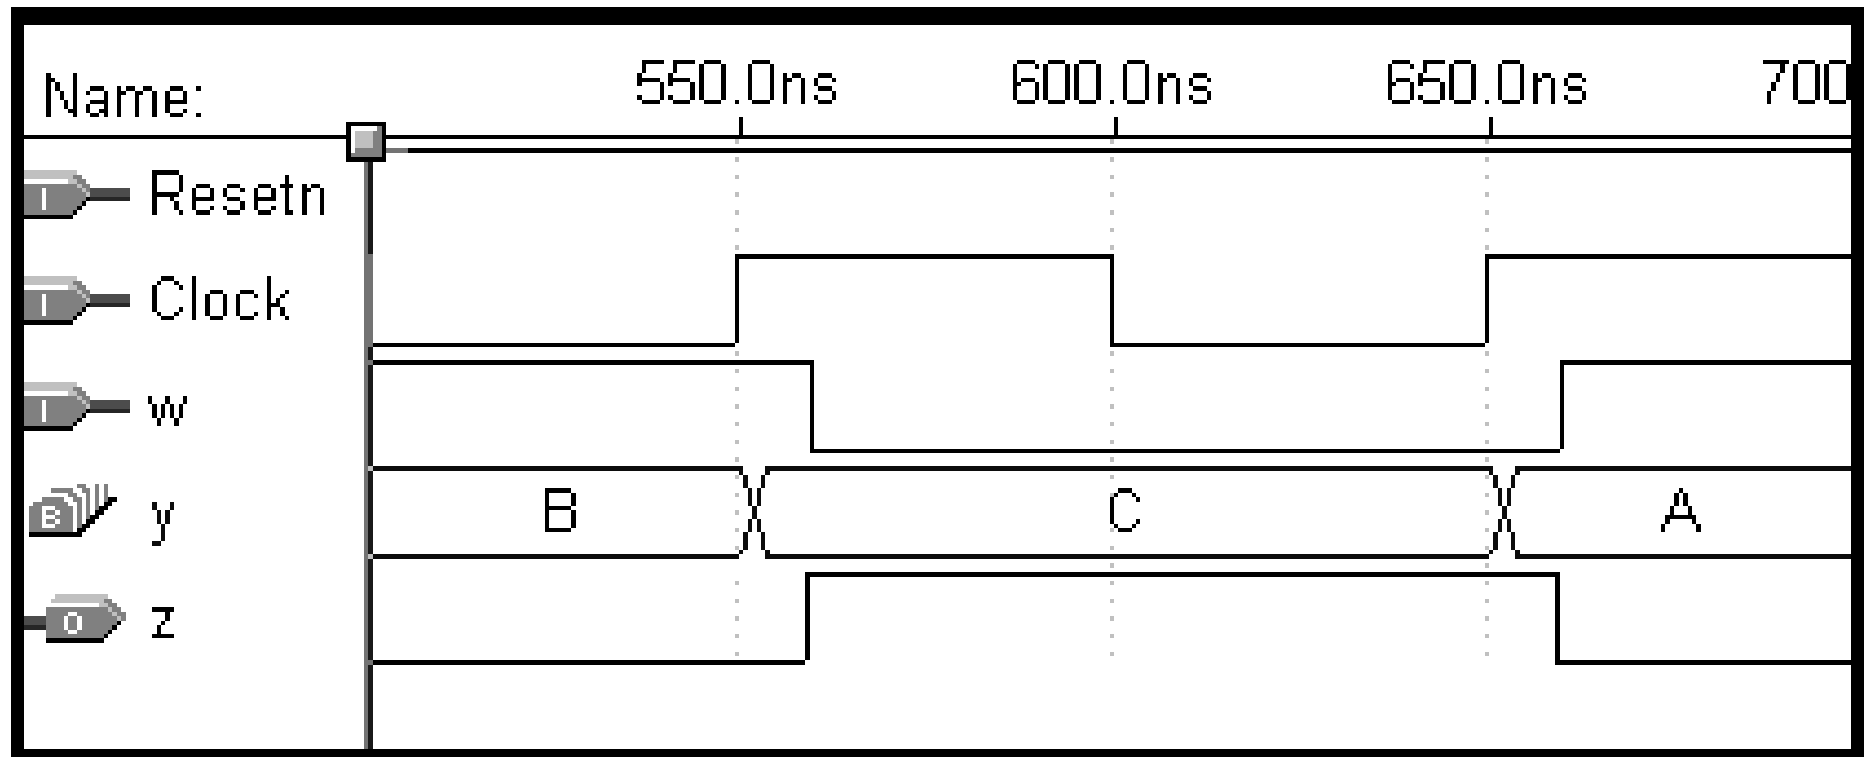 Name: 550.0ns 600.0ns 650.0ns 700
I Resetn
I Clock
I w
B y B C A
O z